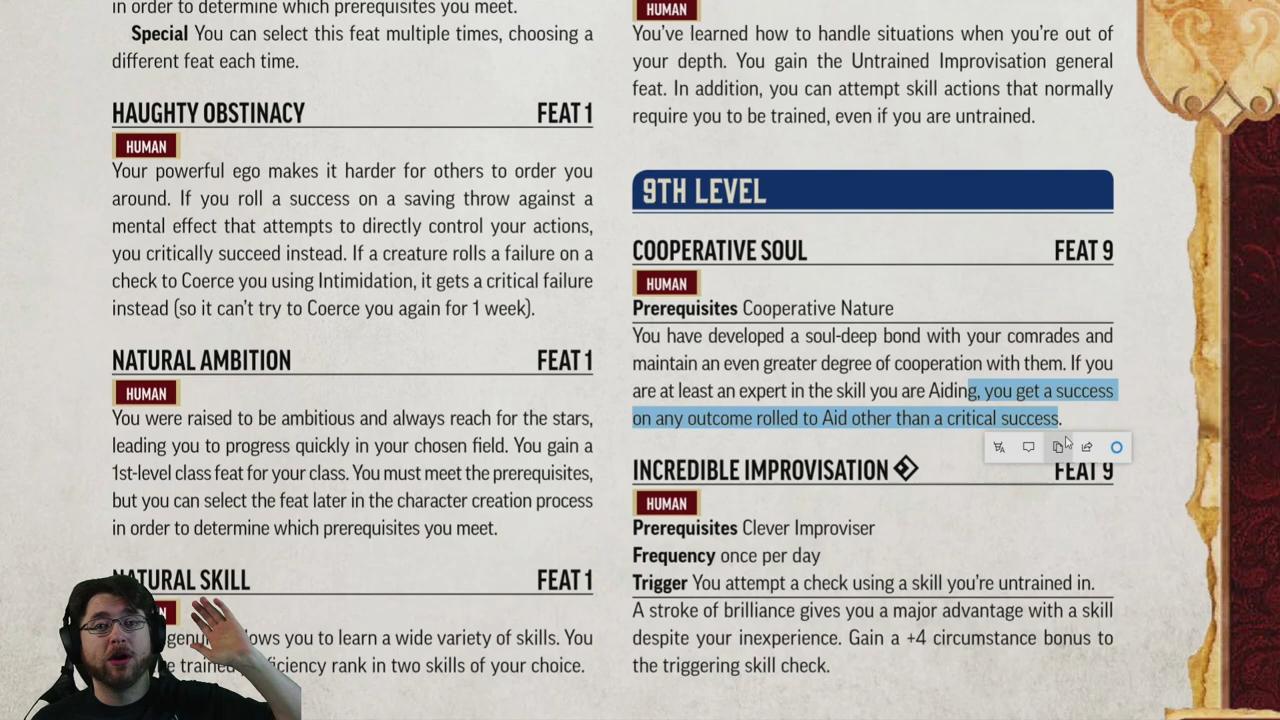 in order to determine which prerequisites you meet.
Special You can select this feat multiple times, choosing a
different feat each time.
HAUGHTY OBSTINACY FEAT 1
HUMAN
Your powerful ego makes it harder for others to order you
around. If you roll a success on a saving throw against a
mental effect that attempts to directly control your actions,
you critically succeed instead. If a creature rolls a failure on a
check to Coerce you using Intimidation, it gets a critical failure
instead (so it can't try to Coerce you again for 1 week).
NATURAL AMBITION FEAT 1
HUMAN
You were raised to be ambitious and always reach for the stars,
leading you to progress quickly in your chosen field. You gain a
1st-level class feat for your class. You must meet the prerequisites,
but you can select the feat later in the character creation process
in order to determine which prerequisites you meet.
NATURAL SKILL FEAT 1
you to learn a wide variety of skills. You
rank in two skills of your choice.
HUMAN
You've learned how to handle situations when you're out of
your depth. You gain the Untrained Improvisation general
feat. In addition, you can attempt skill actions that normally
require you to be trained, even if you are untrained.
9TH LEVEL
COOPERATIVE SOUL FEAT 9
HUMAN
Prerequisites Cooperative Nature
You have developed a soul-deep bond with your comrades and
maintain an even greater degree of cooperation with them. If you
are at least an expert in the skill you are Aiding, you get a success
on any outcome rolled to Aid other than a critical success.
INCREDIBLE IMPROVISATION FEAT 9
HUMAN
Prerequisites Clever Improviser
Frequency once per day
Trigger You attempt a check using a skill you're untrained in.
A stroke of brilliance gives you a major advantage with a skill
despite your inexperience. Gain a +4 circumstance bonus to
the triggering skill check.